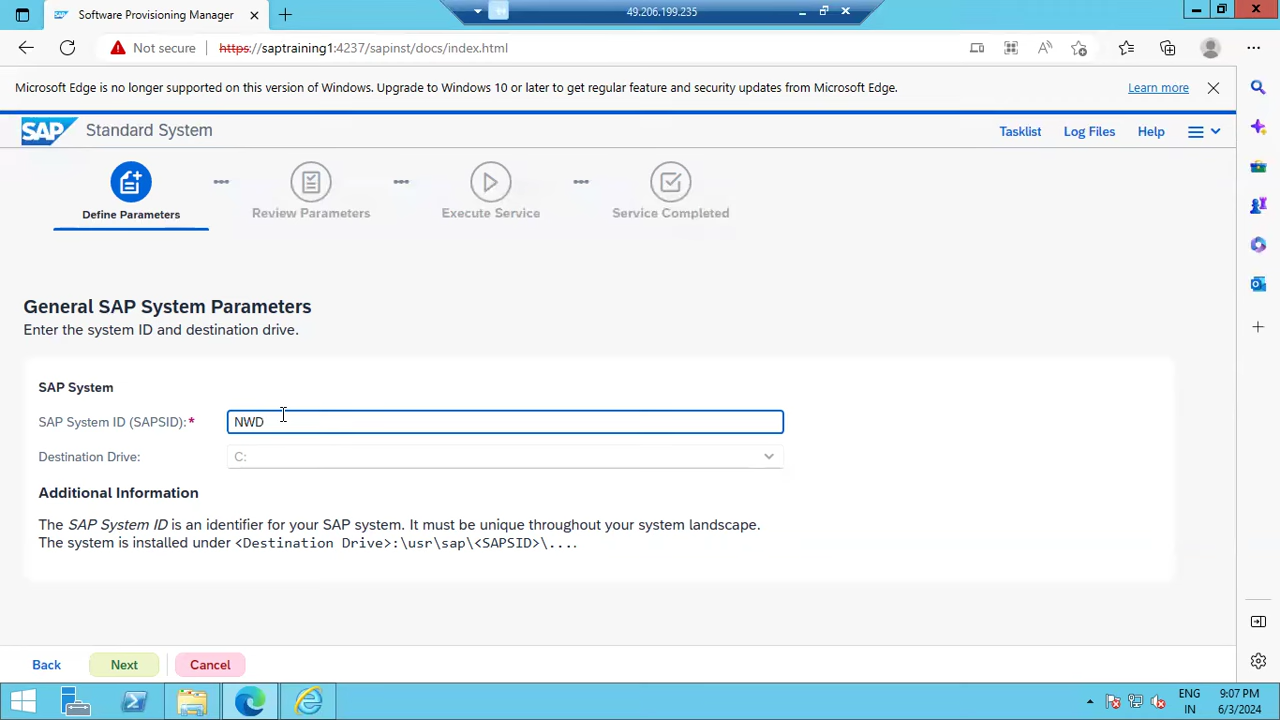 Software Provisioning Manager
49.206.199.235
Not secure https://saptraining1:4237/sapinst/docs/index.html
Microsoft Edge is no longer supported on this version of Windows. Upgrade to Windows 10 or later to get regular feature and security updates from Microsoft Edge.
Learn more
SAP Standard System
Tasklist Log Files Help
Define Parameters
Review Parameters
Execute Service
Service Completed
General SAP System Parameters
Enter the system ID and destination drive.
SAP System
SAP System ID (SAPSID):* NWD
Destination Drive: C:
Additional Information
The SAP System ID is an identifier for your SAP system. It must be unique throughout your system landscape.
The system is installed under <Destination Drive>:\usr\sap\<SAPSID>\....
Back Next Cancel
ENG 9:07 PM
IN 6/3/2024